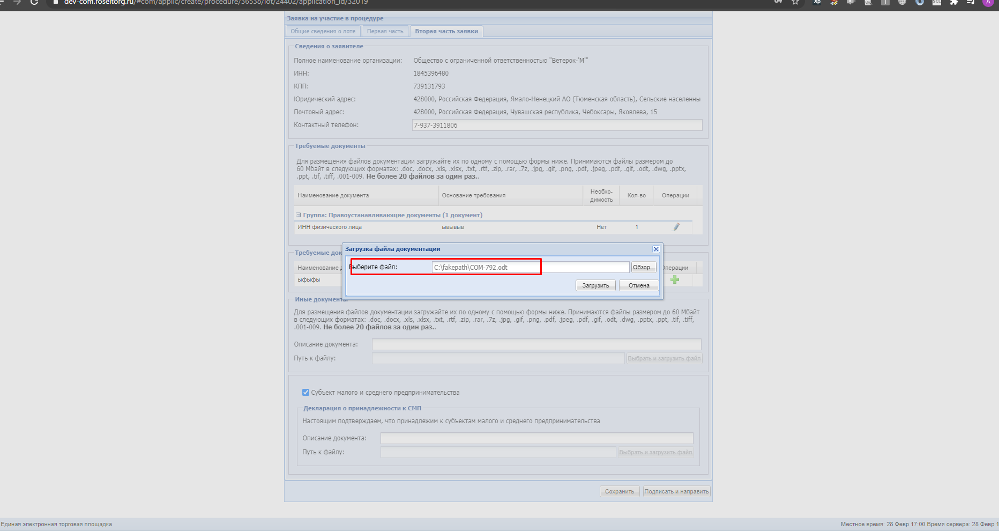 dev-com.roseltorg.ru/#com/applic/create/procedure/36538/lot/24402/application_id/32019
Заявка на участие в процедуре
Общие сведения о лоте Первая часть Вторая часть заявки
Сведения о заявителе
Полное наименование организации: Общество с ограниченной ответственностью "Ветерок-'М'"
ИНН: 1845396480
КПП: 739131793
Юридический адрес: 428000, Российская Федерация, Ямало-Ненецкий АО (Тюменская область), Сельские населенны
Почтовый адрес: 428000, Российская Федерация, Чувашская республика, Чебоксары, Яковлева, 15
Контактный телефон: 7-937-3911806
Требуемые документы
Для размещения файлов документации загружайте их по одному с помощью формы ниже. Принимаются файлы размером до
60 Мбайт в следующих форматах: .doc, .docx, .xls, .xlsx, .txt, .rtf, .zip, .rar, .7z, .jpg, .gif, .png, .pdf, .jpeg, .pdf, .gif, .odt, .dwg, .pptx,
.ppt, .tif, .tiff, .001-009. Не более 20 файлов за один раз..
Наименование документа Основание требования Необхо-димость Кол-во Операции
Группа: Правоустанавливающие документы (1 документ)
ИНН физического лица ывывыв Нет 1
Требуемые док
Наименование д Операции
ыфыфы
Загрузка файла документации
Выберите файл: C:\fakepath\COM-792.odt Обзор...
Загрузить Отмена
Иные документы
Для размещения файлов документации загружайте их по одному с помощью формы ниже. Принимаются файлы размером до 60 Мбайт
в следующих форматах: .doc, .docx, .xls, .xlsx, .txt, .rtf, .zip, .rar, .7z, .jpg, .gif, .png, .pdf, .jpeg, .pdf, .gif, .odt, .dwg, .pptx, .ppt, .tif, .tiff,
.001-009. Не более 20 файлов за один раз..
Описание документа:
Путь к файлу: Выбрать и загрузить файл
Субъект малого и среднего предпринимательства
Декларация о принадлежности к СМП
Настоящим подтверждаем, что принадлежим к субъектам малого и среднего предпринимательства
Описание документа:
Путь к файлу: Выбрать и загрузить файл
Сохранить Подписать и направить
Единая электронная торговая площадка
Местное время: 28 Февр 17:00 Время сервера: 28 Февр 1